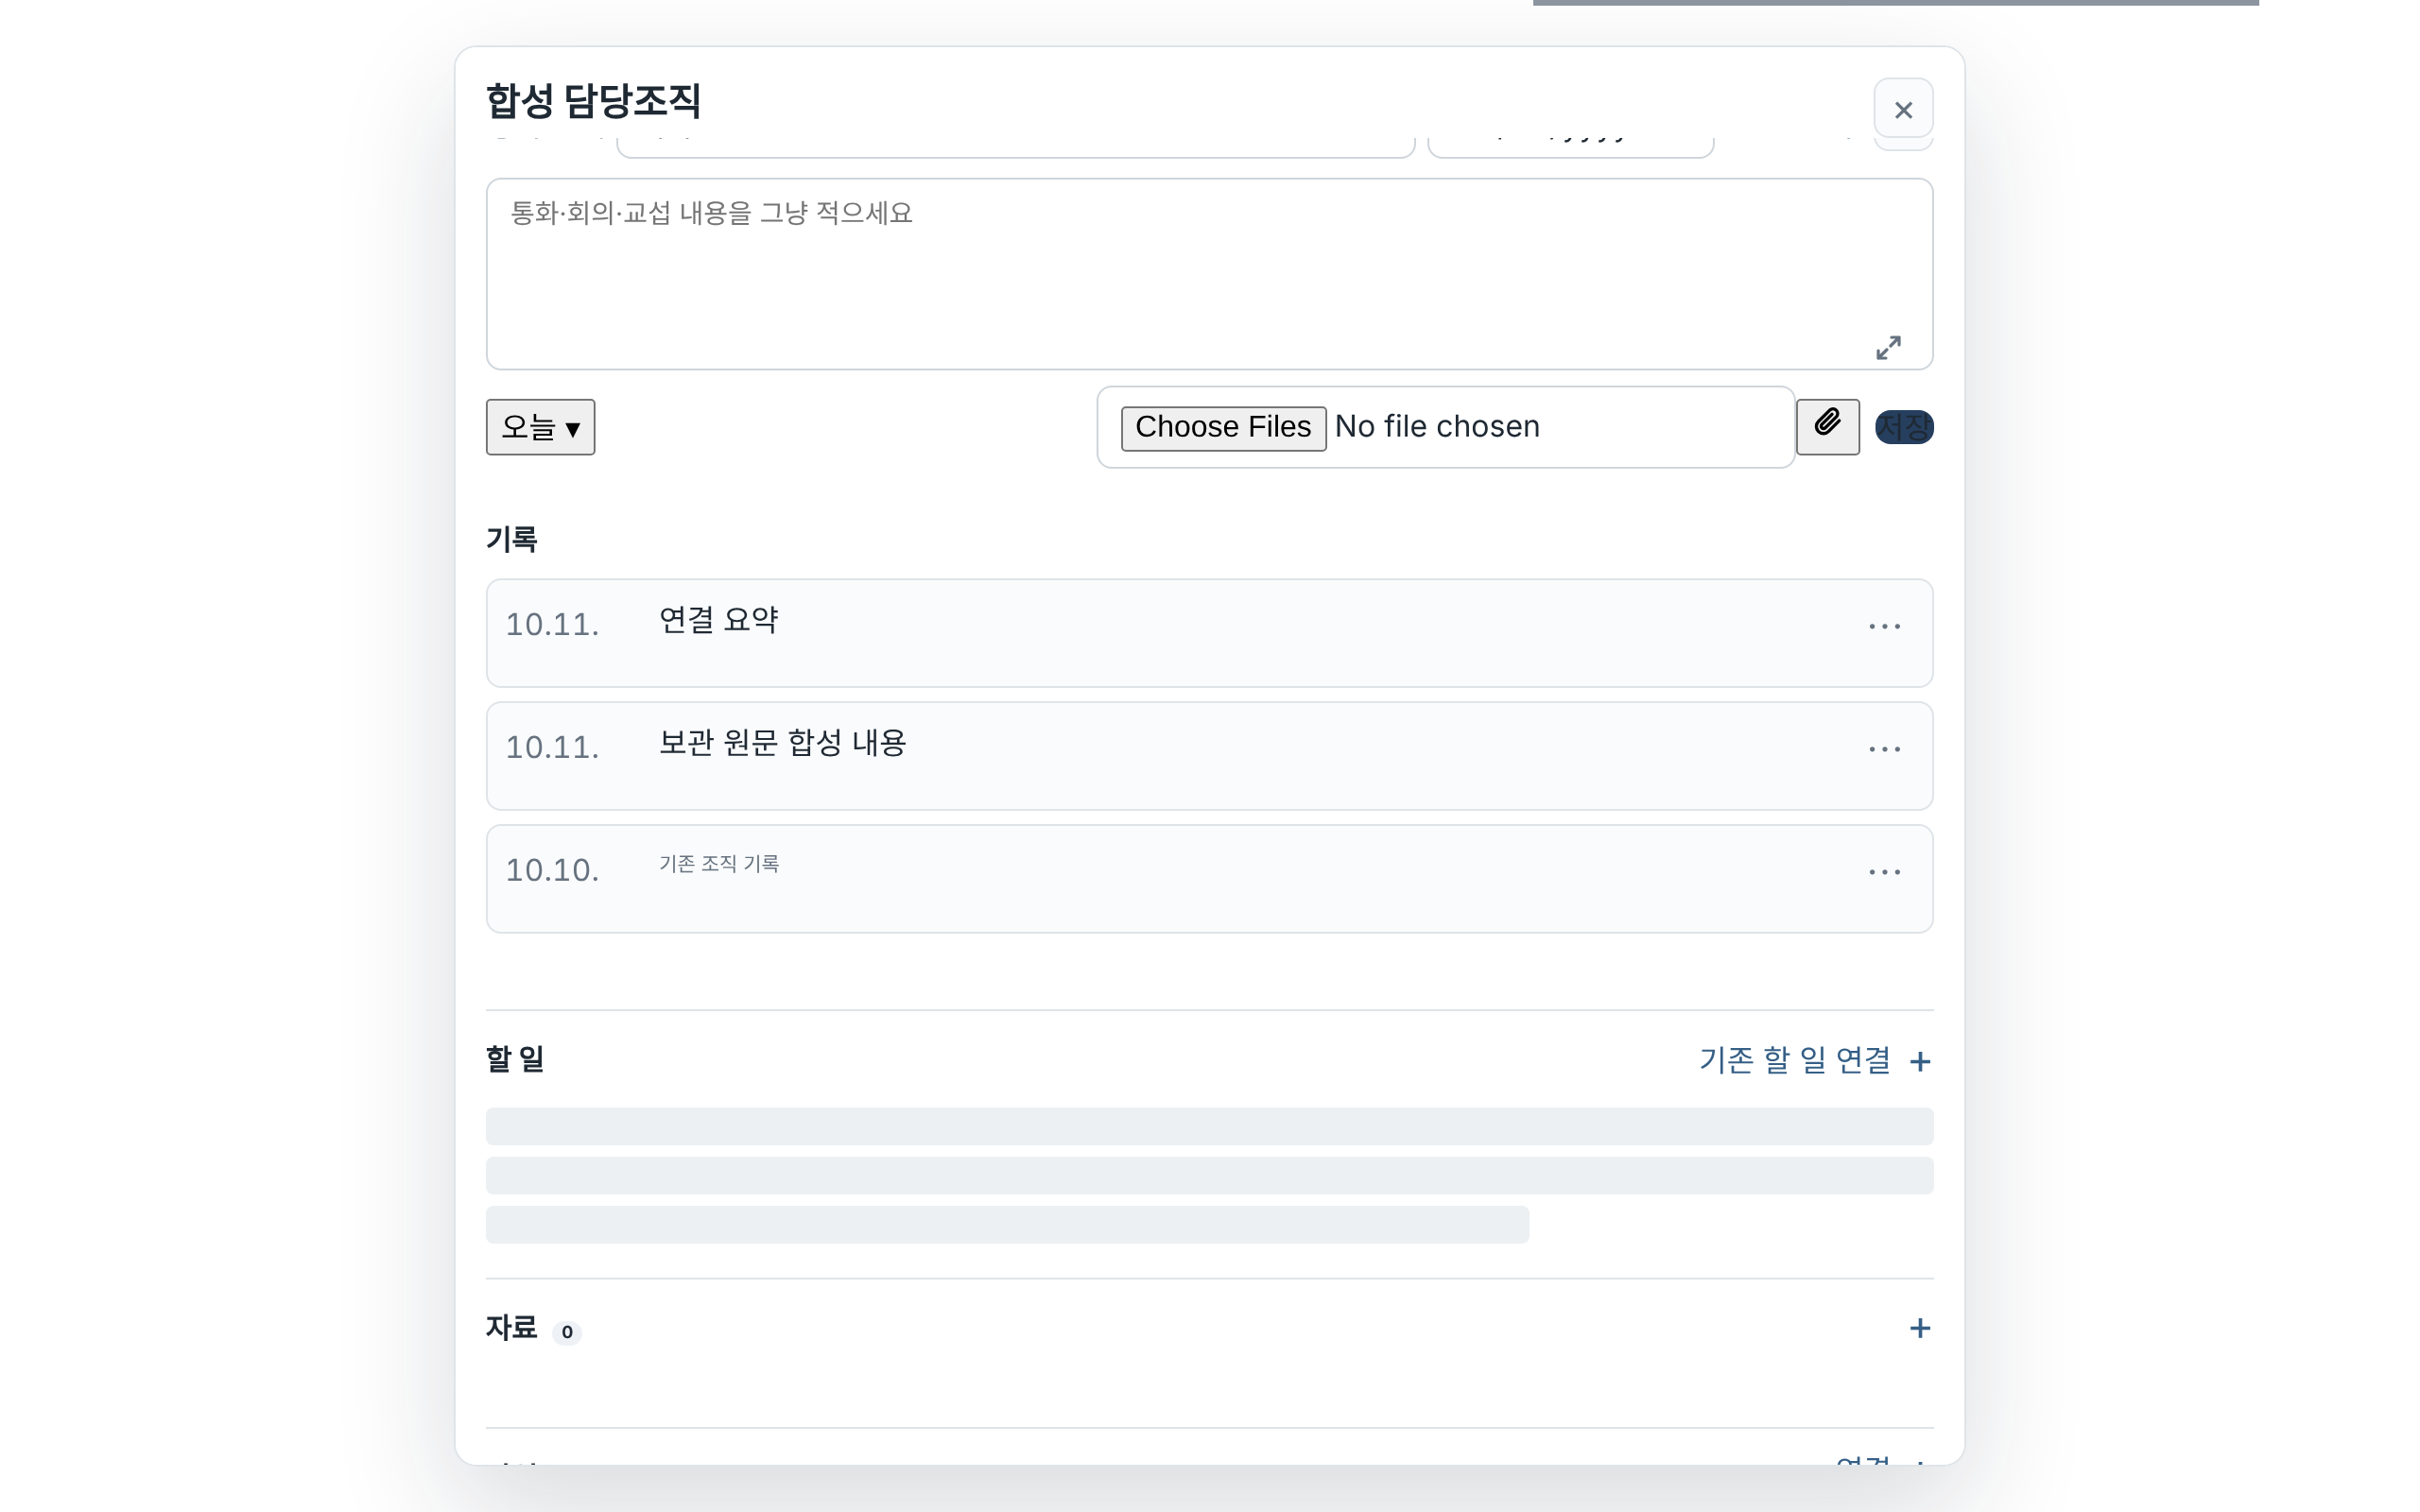 합성 담당조직
×
통화·회의·교섭 내용을 그냥 적으세요
오늘 ▾
Choose Files No file chosen
저장
기록
10.11. 연결 요약 ...
10.11. 보관 원문 합성 내용 ...
10.10. 기존 조직 기록 ...
할 일
기존 할 일 연결 +
자료 0
+